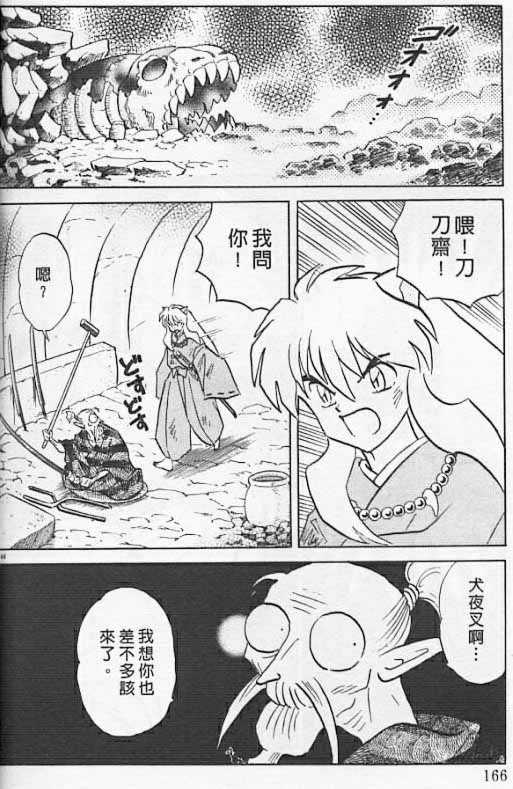 ゴオオォォ…
喂！刀
刀齋！
我問
你！
嗯？
どすどす
犬夜叉啊…
我想你也
差不多該
來了。
166